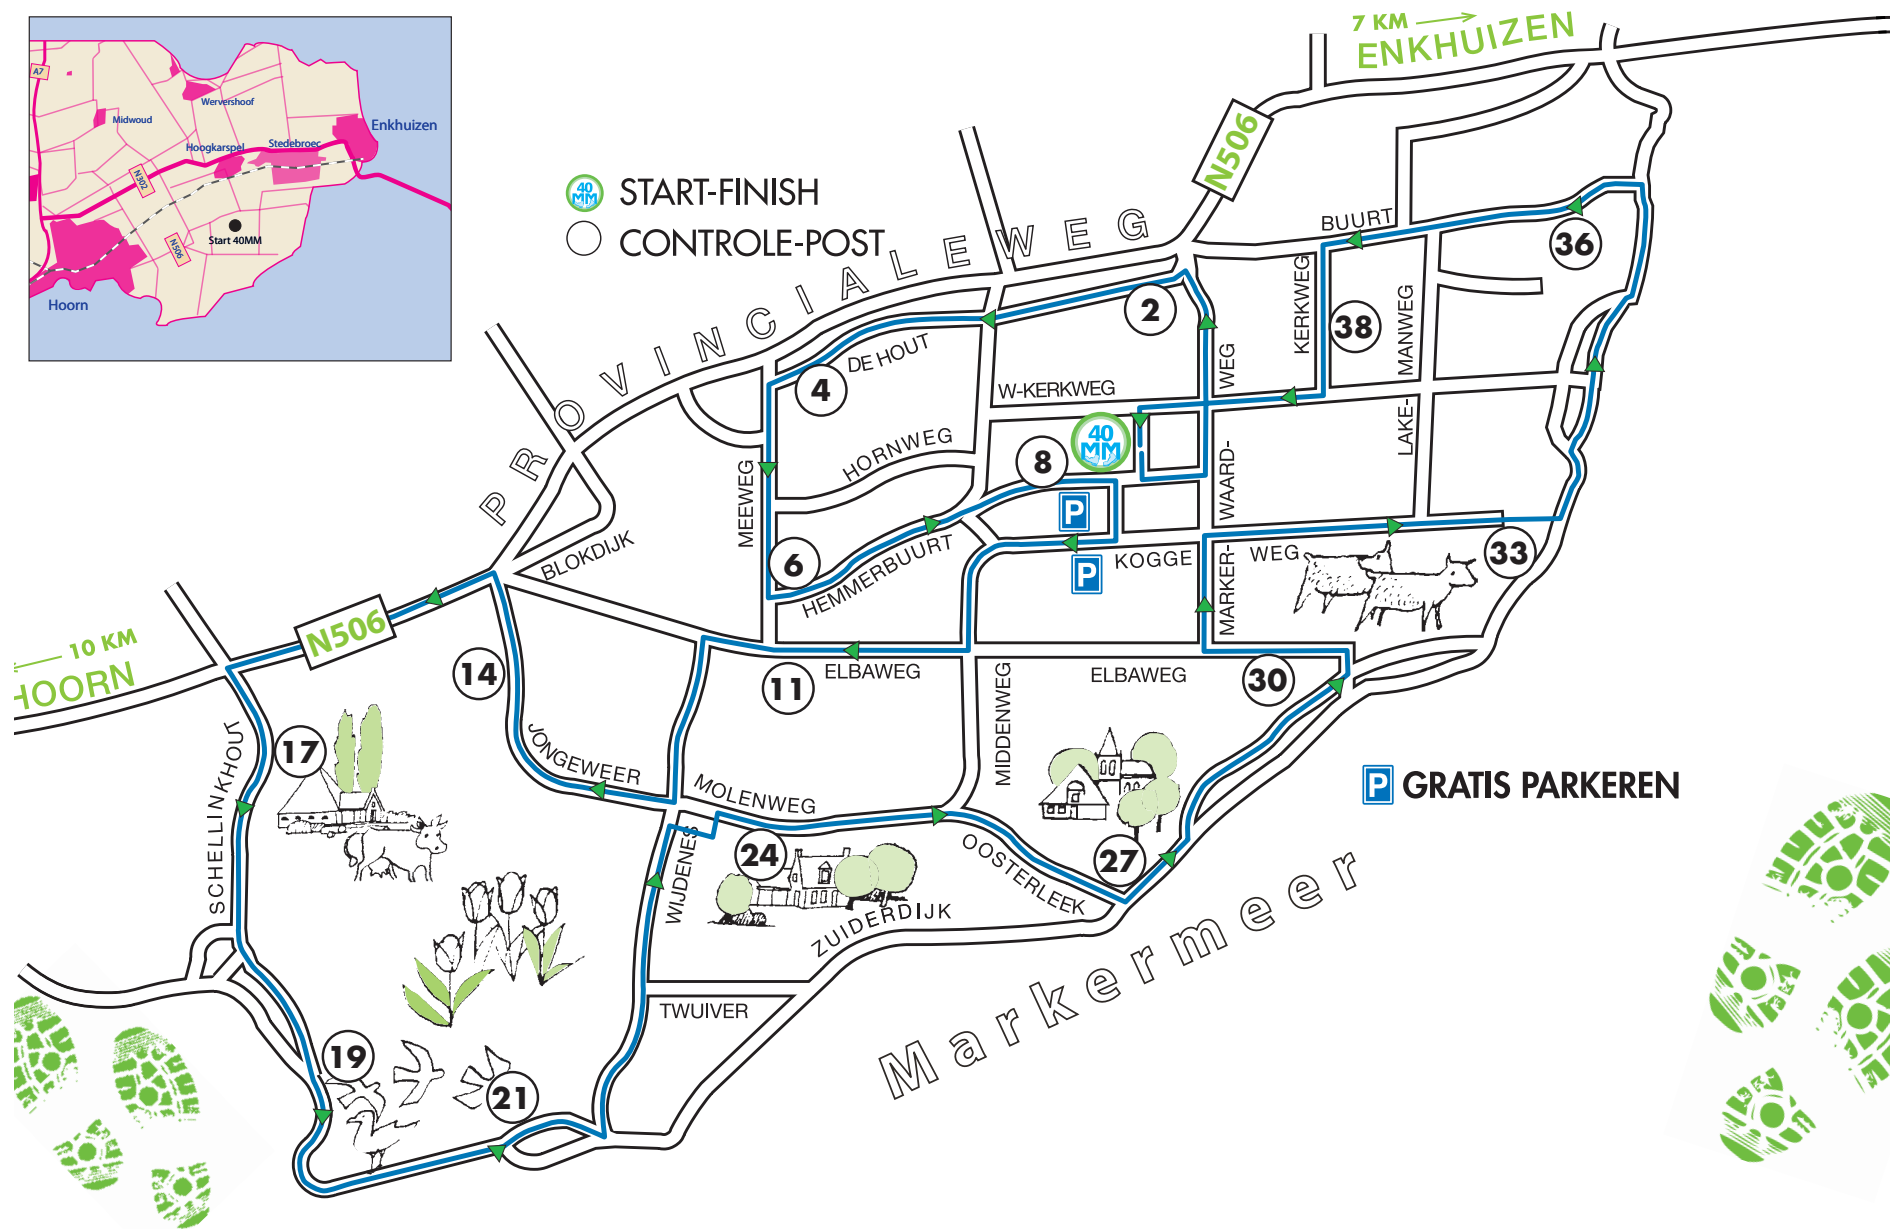 A7
Wervershoof
Midwoud
Enkhuizen
Hoogkarspel
Stedebroec
N302
N506
Start 40MM
Hoorn
7 KM
ENKHUIZEN
N506
40
MM
START-FINISH
CONTROLE-POST
PROVINCIALEWEG
BUURT
36
2
KERKWEG
38
MANWEG
LAKE-
DE HOUT
4
W-KERKWEG
WEG
WAARD-
MARKER-
40
MM
HORNWEG
8
MEEWEG
P
BLOKDIJK
6
HEMMERBUURT
P
KOGGE
WEG
33
10 KM
HOORN
N506
14
11
ELBAWEG
MIDDENWEG
ELBAWEG
30
SCHELLINKHOUT
17
JONGEWEER
MOLENWEG
P GRATIS PARKEREN
WIJDENES
24
OOSTERLEEK
27
ZUIDERDIJK
TWUIVER
Markermeer
19
21